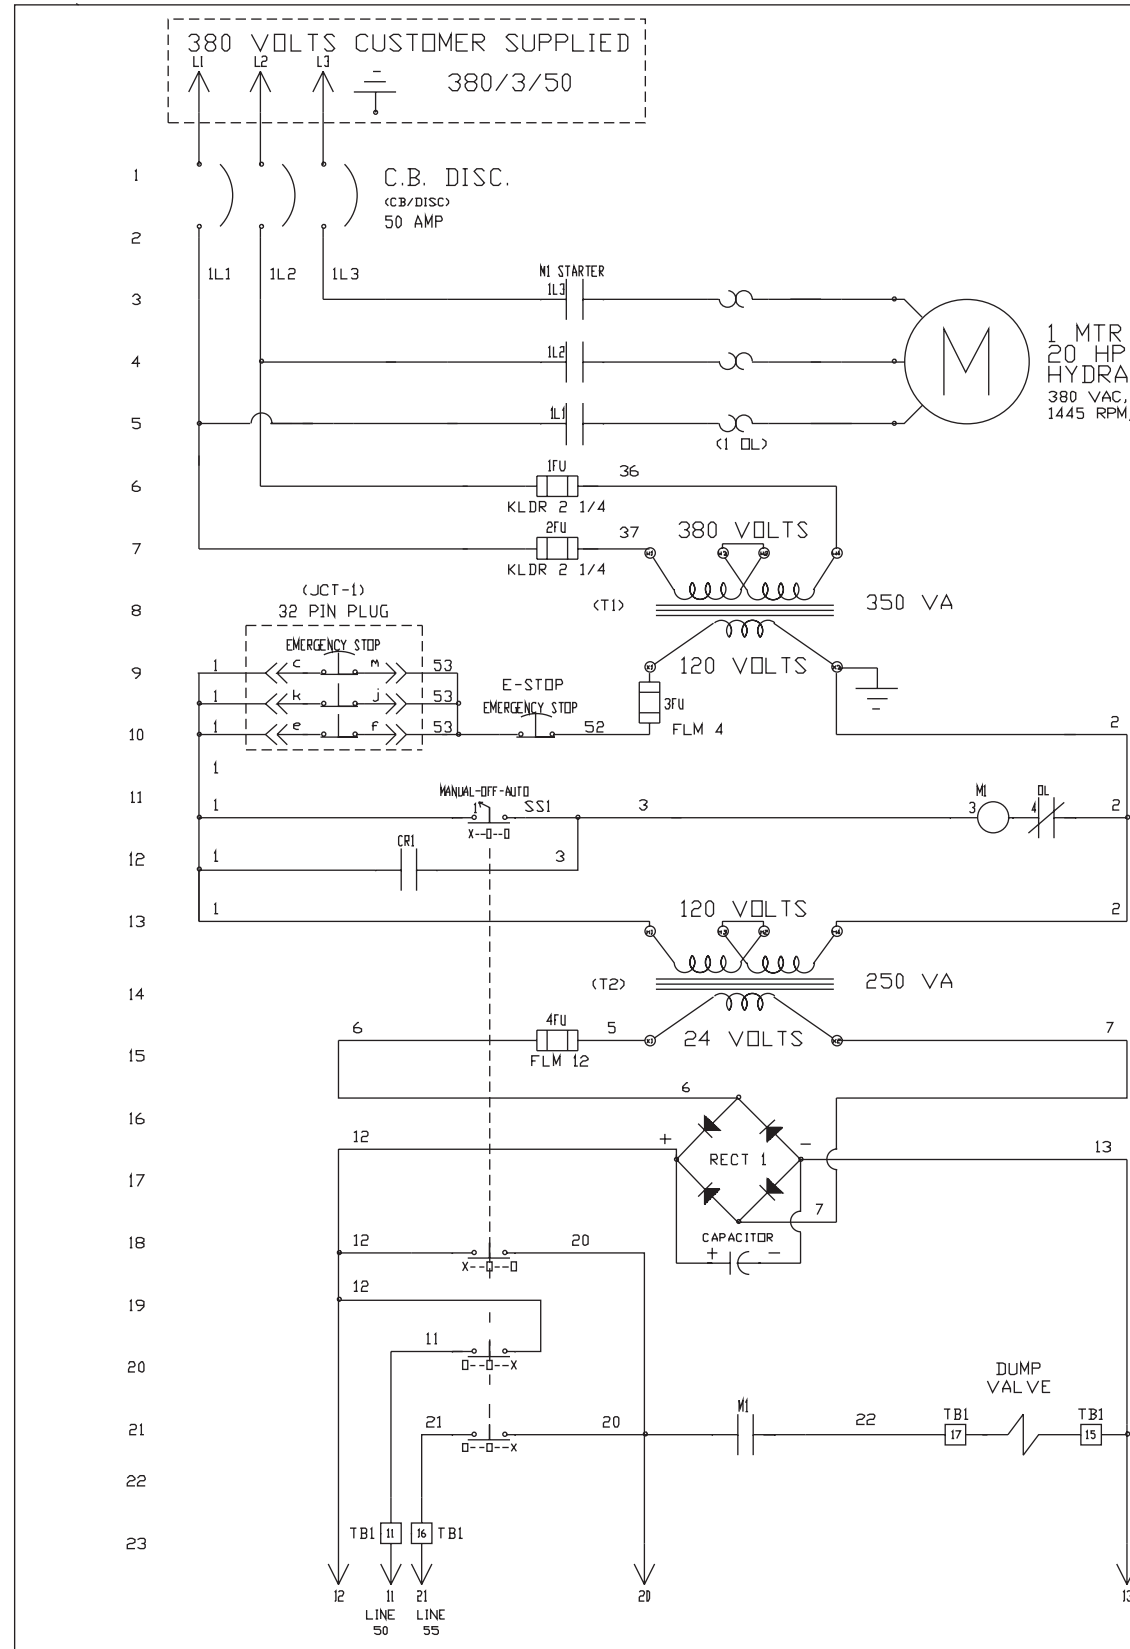 380 VOLTS CUSTOMER SUPPLIED
L1 L2 L3
380/3/50
1
C.B. DISC.
(CB/DISC)
50 AMP
2
1L1 1L2 1L3
M1 STARTER
3
1L3
1 MTR
20 HP
HYDRA
380 VAC,
1445 RPM,
4
1L2
5
1L1
(1 OL)
6
1FU
36
KLDR 2 1/4
7
2FU
37
380 VOLTS
KLDR 2 1/4
(JCT-1)
32 PIN PLUG
8
(T1)
350 VA
EMERGENCY STOP
9
1 c m 53
120 VOLTS
E-STOP
EMERGENCY STOP
1 k j 53
3FU
FLM 4
10
1 e f 53
52
2
1
11
MANUAL-OFF-AUTO
1 1 SS1 3
M1
3
OL
4
2
X--O--O
12
1
CR1
3
13
1
120 VOLTS
2
14
(T2)
250 VA
15
6
4FU
5
24 VOLTS
7
FLM 12
16
6
12
+
RECT 1
-
13
17
7
18
12
20
CAPACITOR
+ -
X--O--O
19
12
20
11
O--O--X
DUMP
VALVE
21
21
20
M1
22
TB1
17
TB1
15
O--O--X
22
23
TB1 11 16 TB1
12 11 21 20 13
LINE
50
LINE
55